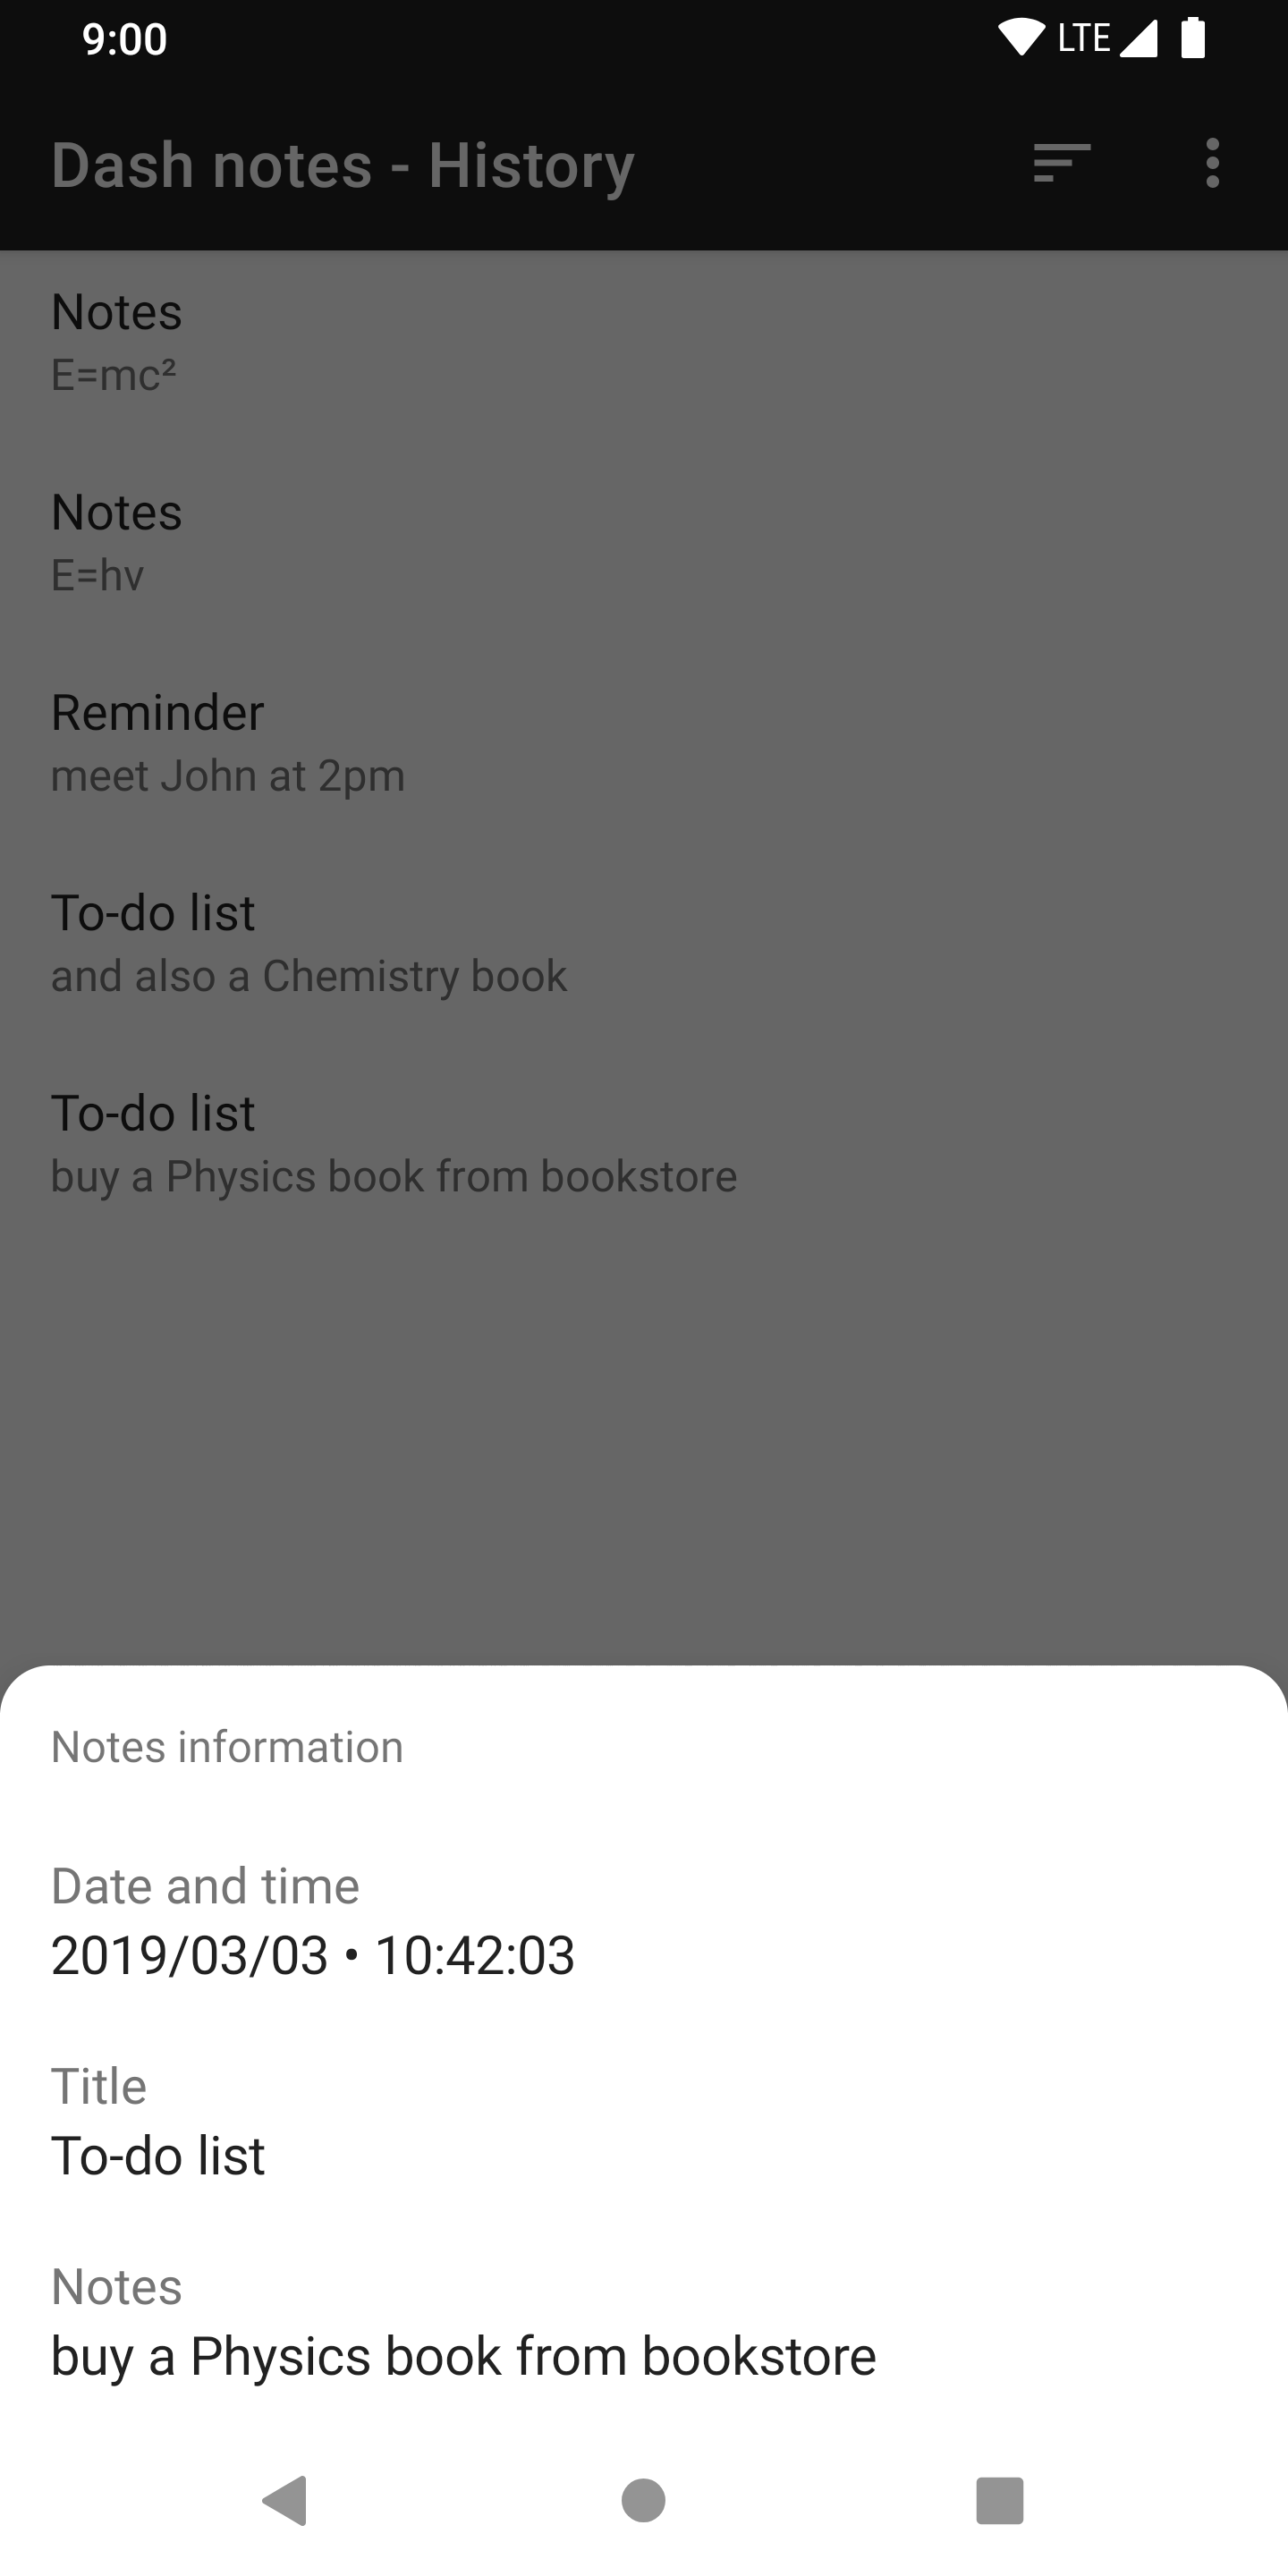 9:00 LTE
Dash notes - History
Notes
E=mc²
Notes
E=hv
Reminder
meet John at 2pm
To-do list
and also a Chemistry book
To-do list
buy a Physics book from bookstore
Notes information
Date and time
2019/03/03 • 10:42:03
Title
To-do list
Notes
buy a Physics book from bookstore